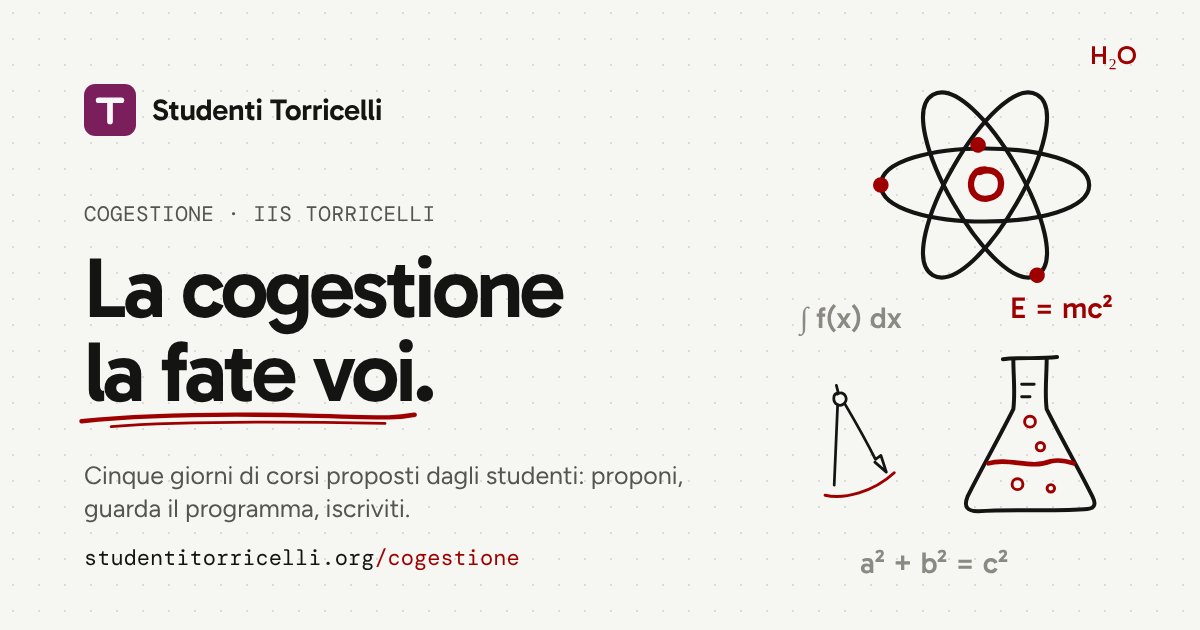 H₂O
T Studenti Torricelli
COGESTIONE · IIS TORRICELLI
La cogestione
la fate voi.
E = mc²
∫ f(x) dx
Cinque giorni di corsi proposti dagli studenti: proponi,
guarda il programma, iscriviti.
studentitorricelli.org/cogestione
a² + b² = c²